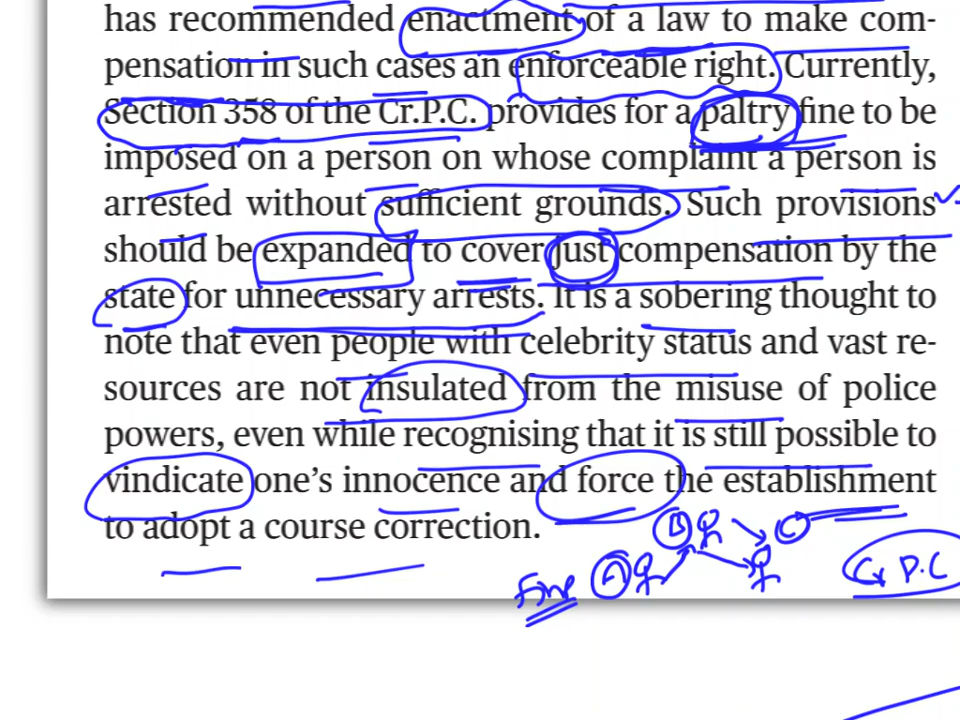 has recommended enactment of a law to make com-
pensation in such cases an enforceable right. Currently,
Section 358 of the Cr.P.C. provides for a paltry fine to be
imposed on a person on whose complaint a person is
arrested without sufficient grounds. Such provisions
should be expanded to cover just compensation by the
state for unnecessary arrests. It is a sobering thought to
note that even people with celebrity status and vast re-
sources are not insulated from the misuse of police
powers, even while recognising that it is still possible to
vindicate one's innocence and force the establishment
to adopt a course correction.
B C
Fine A Cr P.C